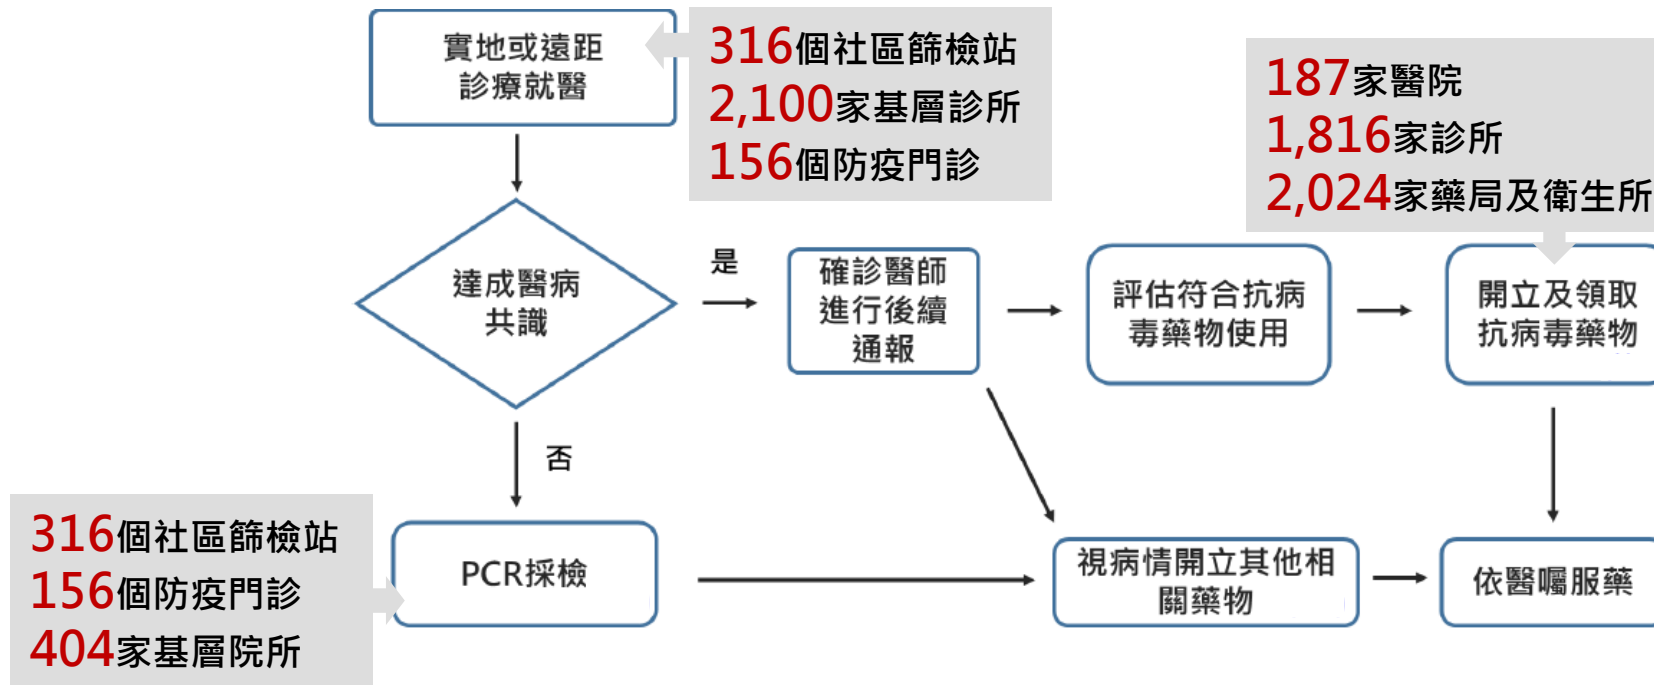 實地或遠距
診療就醫
316個社區篩檢站
2,100家基層診所
156個防疫門診
187家醫院
1,816家診所
2,024家藥局及衛生所
達成醫病
共識
是
確診醫師
進行後續
通報
評估符合抗病
毒藥物使用
開立及領取
抗病毒藥物
否
316個社區篩檢站
156個防疫門診
404家基層院所
PCR採檢
視病情開立其他相
關藥物
依醫囑服藥